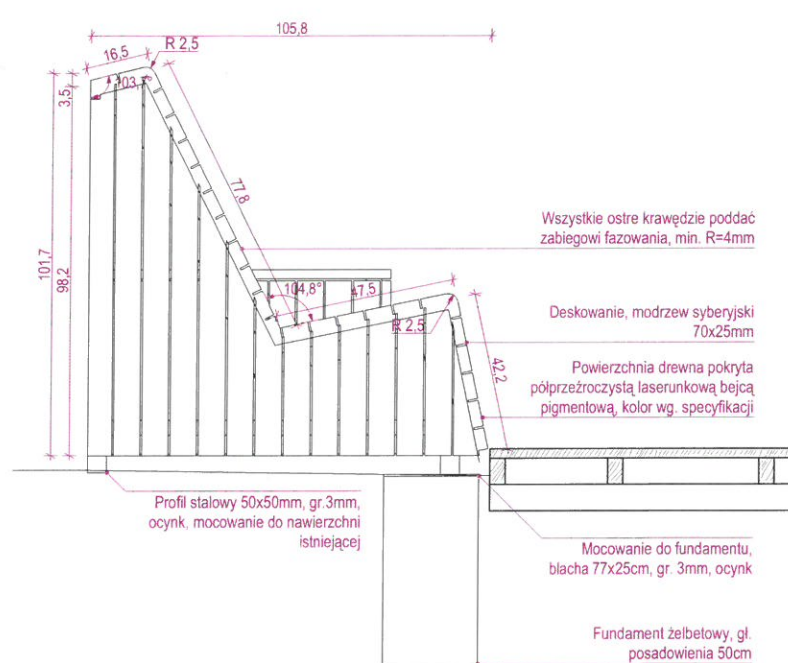 105,8
16,5
R 2,5
3,5
77,8
101,7
98,2
Wszystkie ostre krawędzie poddać
zabiegowi fazowania, min. R=4mm
104,8°
47,5
R 2,5
Deskowanie, modrzew syberyjski
70x25mm
42,2
Powierzchnia drewna pokryta
półprzeźroczystą laserunkową bejcą
pigmentową, kolor wg. specyfikacji
Profil stalowy 50x50mm, gr.3mm,
ocynk, mocowanie do nawierzchni
istniejącej
Mocowanie do fundamentu,
blacha 77x25cm, gr. 3mm, ocynk
Fundament żelbetowy, gł.
posadowienia 50cm